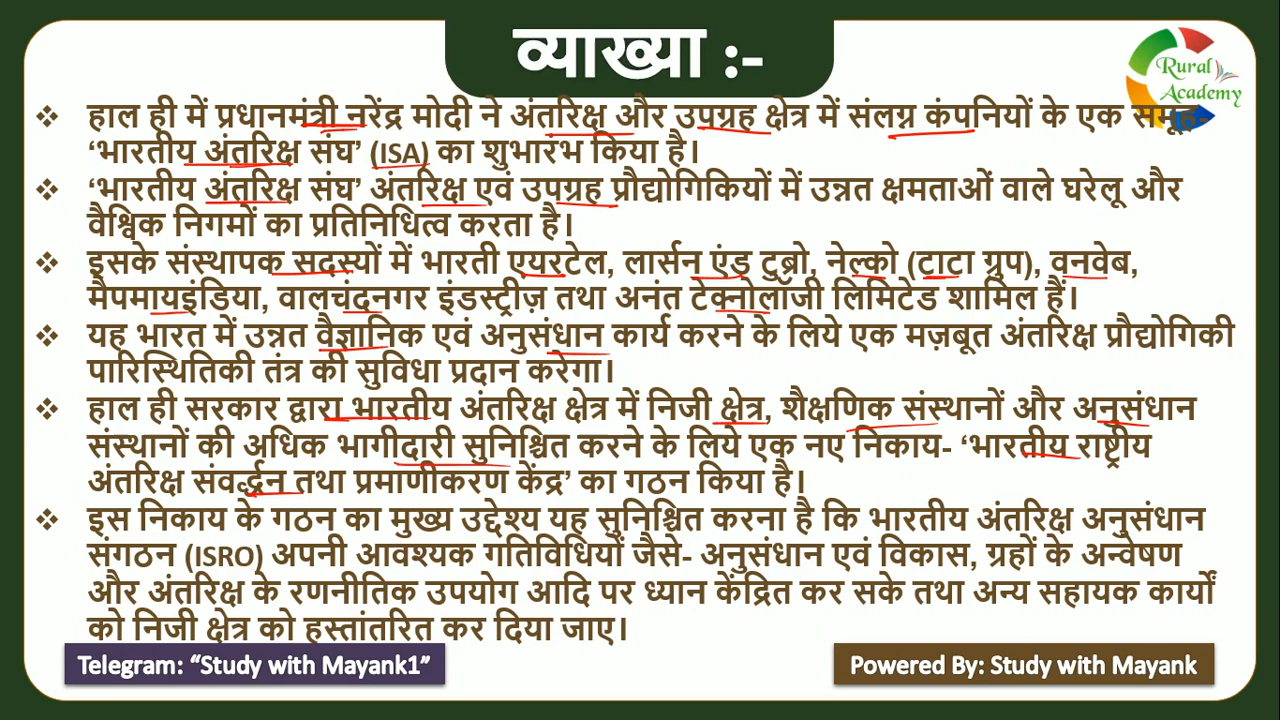 व्याख्या :-
Rural
Academy
❖ हाल ही में प्रधानमंत्री नरेंद्र मोदी ने अंतरिक्ष और उपग्रह क्षेत्र में संलग्न कंपनियों के एक समूह-
‘भारतीय अंतरिक्ष संघ’ (ISA) का शुभारंभ किया है।
❖ ‘भारतीय अंतरिक्ष संघ’ अंतरिक्ष एवं उपग्रह प्रौद्योगिकियों में उन्नत क्षमताओं वाले घरेलू और
वैश्विक निगमों का प्रतिनिधित्व करता है।
❖ इसके संस्थापक सदस्यों में भारती एयरटेल, लार्सन एंड टुब्रो, नेल्को (टाटा ग्रुप), वनवेब,
मैपमायइंडिया, वालचंदनगर इंडस्ट्रीज़ तथा अनंत टेक्नोलॉजी लिमिटेड शामिल हैं।
❖ यह भारत में उन्नत वैज्ञानिक एवं अनुसंधान कार्य करने के लिये एक मज़बूत अंतरिक्ष प्रौद्योगिकी
पारिस्थितिकी तंत्र की सुविधा प्रदान करेगा।
❖ हाल ही सरकार द्वारा भारतीय अंतरिक्ष क्षेत्र में निजी क्षेत्र, शैक्षणिक संस्थानों और अनुसंधान
संस्थानों की अधिक भागीदारी सुनिश्चित करने के लिये एक नए निकाय- ‘भारतीय राष्ट्रीय
अंतरिक्ष संवर्द्धन तथा प्रमाणीकरण केंद्र’ का गठन किया है।
❖ इस निकाय के गठन का मुख्य उद्देश्य यह सुनिश्चित करना है कि भारतीय अंतरिक्ष अनुसंधान
संगठन (ISRO) अपनी आवश्यक गतिविधियों जैसे- अनुसंधान एवं विकास, ग्रहों के अन्वेषण
और अंतरिक्ष के रणनीतिक उपयोग आदि पर ध्यान केंद्रित कर सके तथा अन्य सहायक कार्यों
को निजी क्षेत्र को हस्तांतरित कर दिया जाए।
Telegram: “Study with Mayank1”
Powered By: Study with Mayank